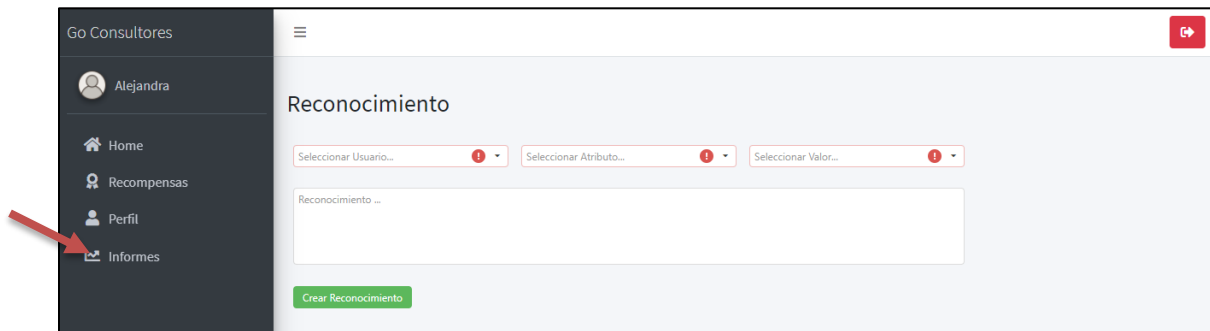 Go Consultores
Alejandra
Home
Recompensas
Perfil
Informes
Reconocimiento
Seleccionar Usuario...
Seleccionar Atributo...
Seleccionar Valor...
Reconocimiento ...
Crear Reconocimiento